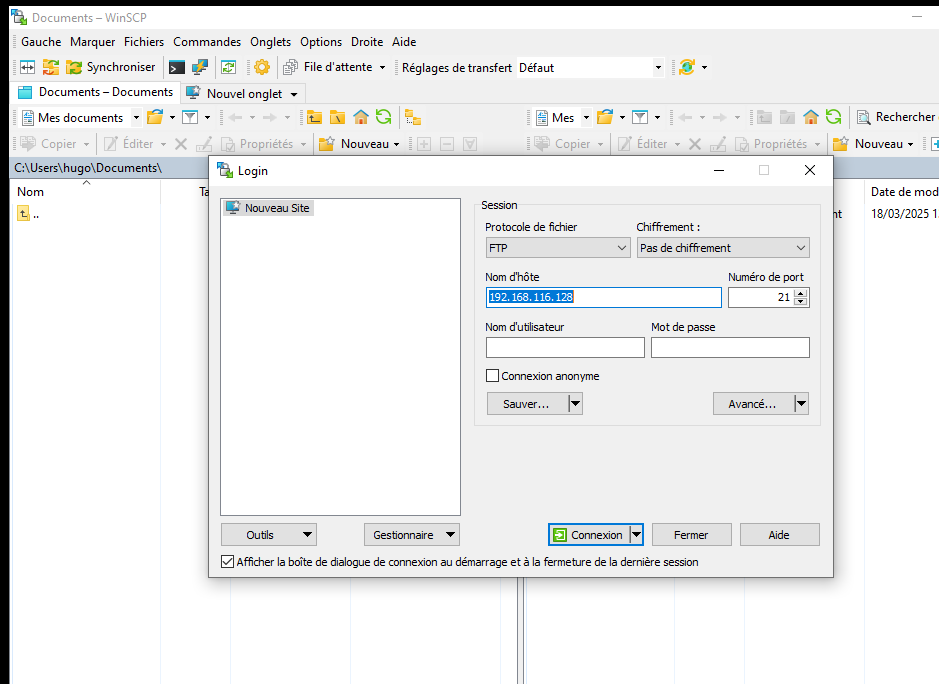 Documents – WinSCP
Gauche Marquer Fichiers Commandes Onglets Options Droite Aide
Synchroniser File d'attente Réglages de transfert Défaut
Documents – Documents Nouvel onglet
Mes documents Mes Rechercher
Copier Éditer Propriétés Nouveau Copier Éditer Propriétés Nouveau
C:\Users\hugo\Documents\
Nom Date de mod
..
18/03/2025 1
Login
Nouveau Site
Session
Protocole de fichier Chiffrement :
FTP Pas de chiffrement
Nom d'hôte Numéro de port
192.168.116.128 21
Nom d'utilisateur Mot de passe
Connexion anonyme
Sauver... Avancé...
Outils Gestionnaire Connexion Fermer Aide
Afficher la boîte de dialogue de connexion au démarrage et à la fermeture de la dernière session